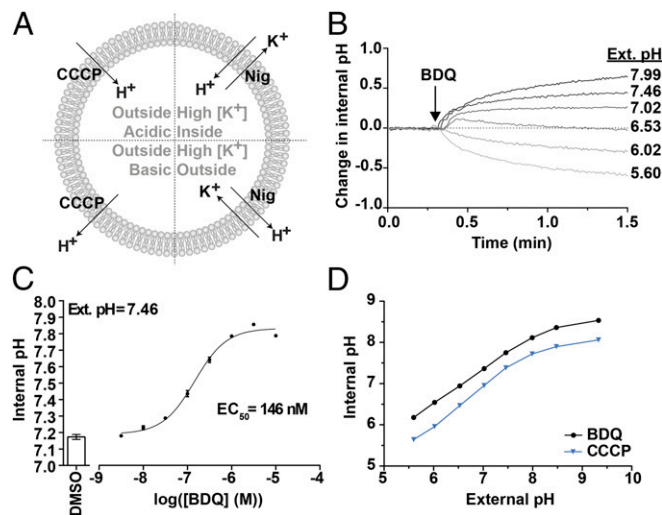 A
CCCP
H+
H+
K+
Nig
Outside High [K+]
Acidic Inside
Outside High [K+]
Basic Outside
CCCP
H+
K+
Nig
H+
B
Change in internal pH
1.0
0.5
0.0
-0.5
-1.0
BDQ
Ext. pH
7.99
7.46
7.02
6.53
6.02
5.60
0.0 0.5 1.0 1.5
Time (min)
C
Internal pH
8.0
7.9
7.8
7.7
7.6
7.5
7.4
7.3
7.2
7.1
7.0
Ext. pH = 7.46
EC50 = 146 nM
DMSO
-9 -8 -7 -6 -5 -4
log([BDQ] (M))
D
Internal pH
9
8
7
6
5
BDQ
CCCP
5 6 7 8 9 10
External pH